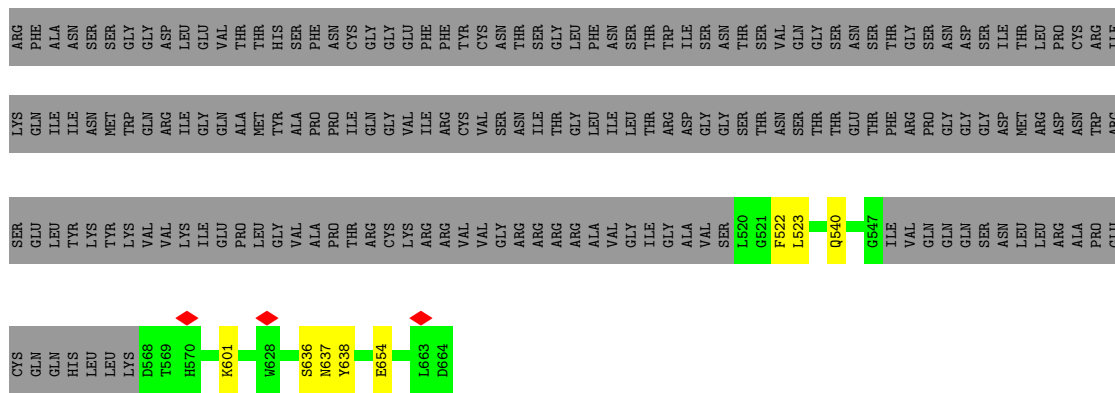 ARG PHE ALA ASN SER SER GLY GLY ASP LEU GLU VAL THR THR HIS SER PHE ASN CYS GLY GLY GLU PHE PHE TYR CYS ASN THR SER GLY LEU PHE ASN SER THR TRP ILE SER ASN THR SER VAL GLN GLY SER ASN SER THR GLY SER ASN ASP SER ILE THR LEU PRO CYS ARG ILE
LYS GLN ILE ILE ASN MET TRP GLN ARG ILE GLY GLN ALA MET TYR ALA PRO PRO ILE GLN GLY VAL ILE ARG CYS VAL SER ASN ILE THR GLY LEU ILE LEU THR ARG ASP GLY GLY SER THR ASN SER THR THR GLU THR PHE ARG PRO GLY GLY GLY ASP MET ARG ASP ASN TRP ARG
SER GLU LEU TYR LYS TYR LYS VAL VAL LYS ILE GLU PRO LEU GLY VAL ALA PRO THR ARG CYS LYS ARG ARG VAL VAL GLY ARG ARG ARG ARG ALA VAL GLY ILE GLY ALA VAL SER L520 G521 F522 L523 Q540 G547 ILE VAL GLN GLN GLN SER ASN LEU LEU ARG ALA PRO GLU
CYS GLN GLN HIS LEU LEU LYS D568 T569 H570 K601 W628 S636 N637 Y638 E654 L663 D664